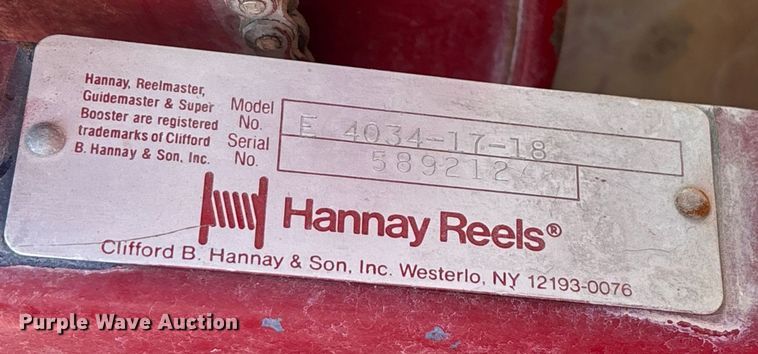 Hannay, Reelmaster,
Guidemaster & Super
Booster are registered
trademarks of Clifford
B. Hannay & Son, Inc.
Model
No.
E 4034-17-18
Serial
No.
589212
Hannay Reels®
Clifford B. Hannay & Son, Inc. Westerlo, NY 12193-0076
Purple Wave Auction